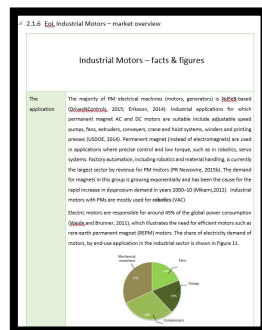 2.1.6 EoL Industrial Motors – market overview
Industrial Motors – facts & figures
The
application
The majority of PM electrical machines (motors, generators) is NdFeB-based
(DrivesNControls, 2015; Erikson, 2014). Industrial applications for which
permanent magnet AC and DC motors are suitable include adjustable speed
pumps, fans, extruders, conveyors, crane and hoist systems, winders and printing
presses (USDOE, 2014). Permanent magnet (instead of electromagnets) are used
in applications where precise control and low torque, such as in robotics, servo
systems. Factory automation, including robotics and material handling, is currently
the largest sector by revenue for PM motors (PR Newswire, 2015b). The demand
for magnets in this group is growing exponentially and has been the cause for the
rapid increase in dysprosium demand in years 2000–10 (Mikami,2012). Industrial
motors with PMs are mostly used for robotics (VAC)
Electric motors are responsible for around 45% of the global power consumption
(Waide and Brunner, 2011), which illustrates the need for efficient motors such as
rare-earth permanent magnet (REPM) motors. The share of electricity demand of
motors, by end-use application in the industrial sector is shown in Figure 11.
Mechanical
movement
Fans
Pumps
Compressors